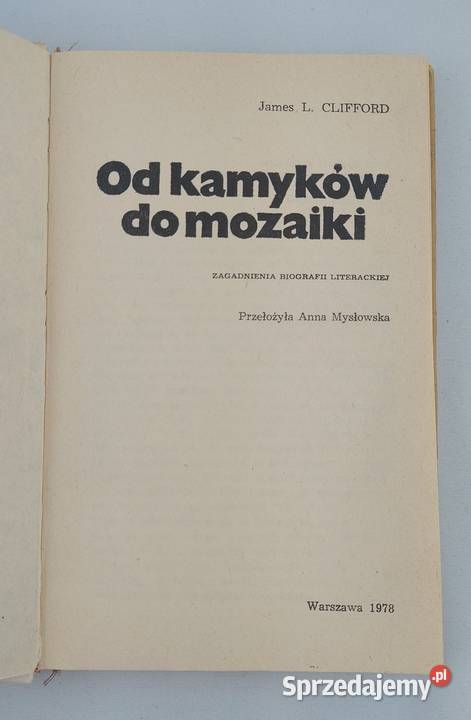 James L. CLIFFORD
Od kamyków
do mozaiki
ZAGADNIENIA BIOGRAFII LITERACKIEJ
Przełożyła Anna Mysłowska
Warszawa 1978
Sprzedajemy.pl